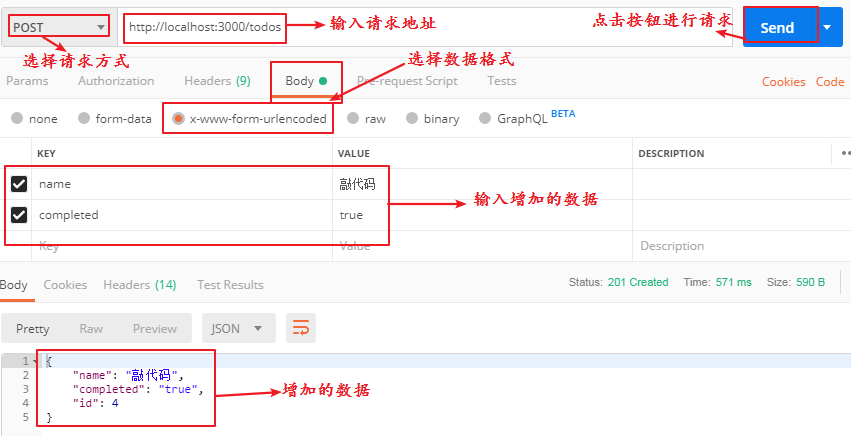 POST
http://localhost:3000/todos
输入请求地址
点击按钮进行请求
Send
选择请求方式
选择数据格式
Params
Authorization
Headers (9)
Body
Pre-request Script
Tests
Cookies
Code
none
form-data
x-www-form-urlencoded
raw
binary
GraphQL BETA
KEY
VALUE
DESCRIPTION
name
敲代码
completed
true
输入增加的数据
Key
Value
Description
Body
Cookies
Headers (14)
Test Results
Status: 201 Created
Time: 571 ms
Size: 590 B
Pretty
Raw
Preview
JSON
1 {
2 "name": "敲代码",
3 "completed": "true",
4 "id": 4
5 }
增加的数据